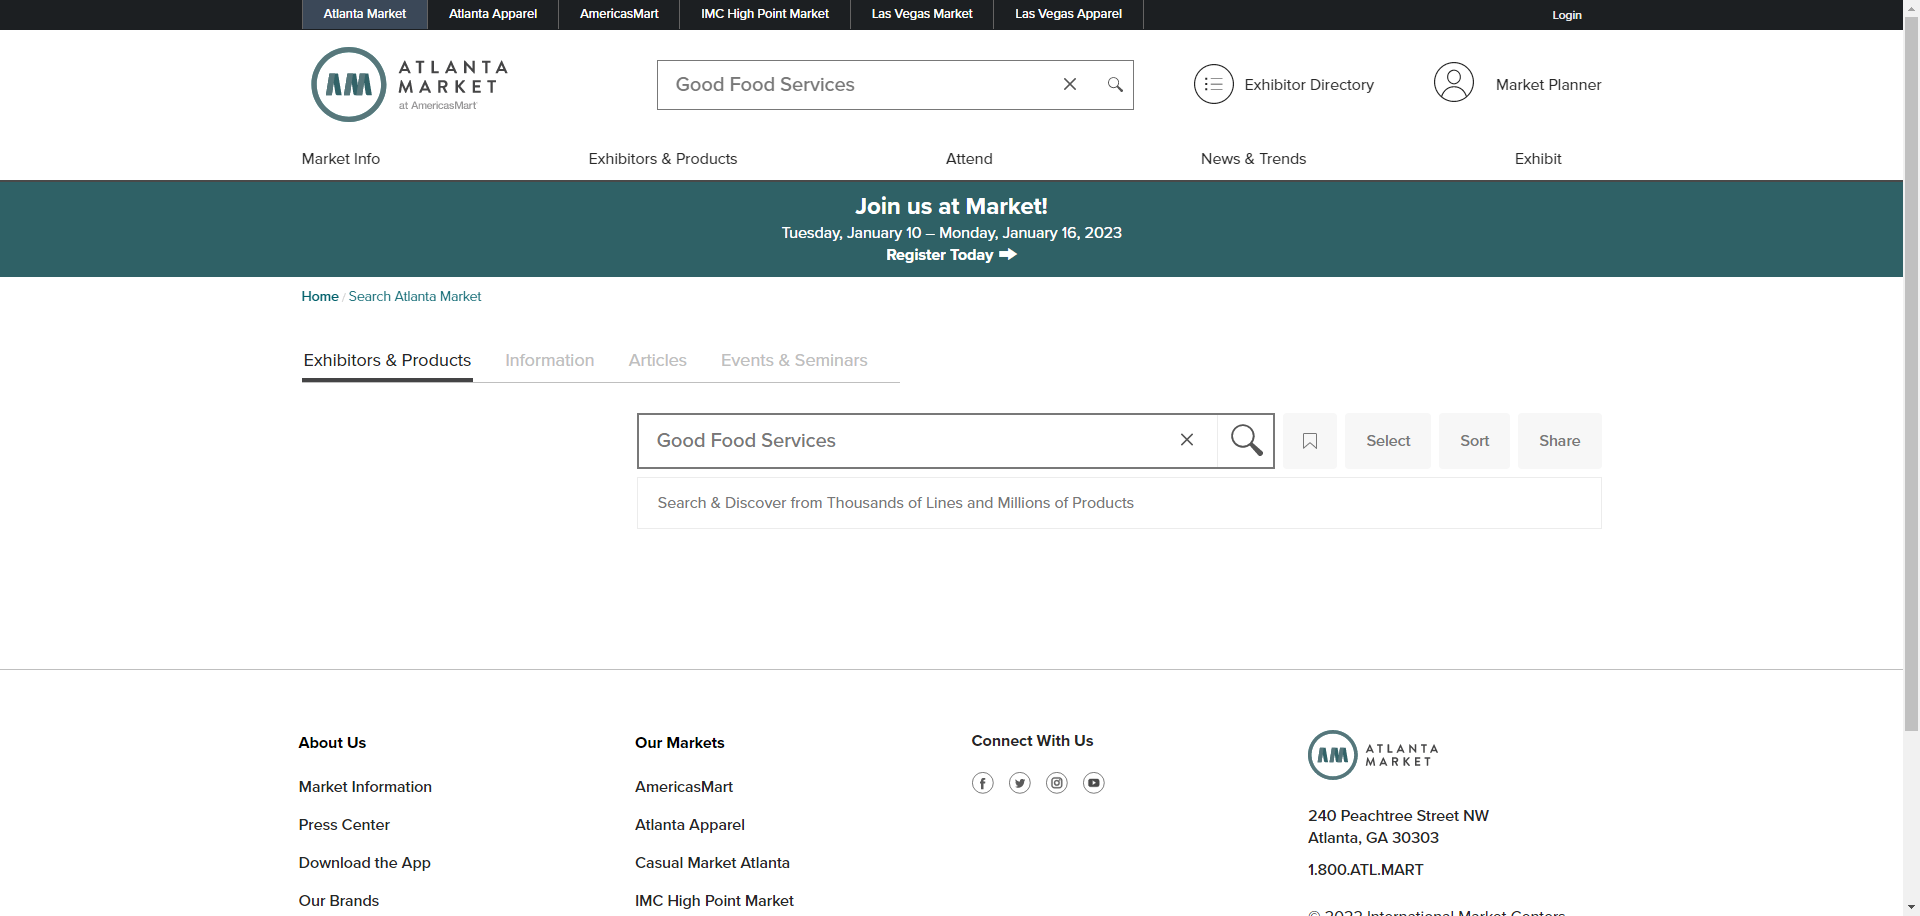 Atlanta Market
Atlanta Apparel
AmericasMart
IMC High Point Market
Las Vegas Market
Las Vegas Apparel
Login
AM
ATLANTA
MARKET
at AmericasMart
Good Food Services
Exhibitor Directory
Market Planner
Market Info
Exhibitors & Products
Attend
News & Trends
Exhibit
Join us at Market!
Tuesday, January 10 – Monday, January 16, 2023
Register Today
Home / Search Atlanta Market
Exhibitors & Products
Information
Articles
Events & Seminars
Good Food Services
Select
Sort
Share
Search & Discover from Thousands of Lines and Millions of Products
About Us
Market Information
Press Center
Download the App
Our Brands
Our Markets
AmericasMart
Atlanta Apparel
Casual Market Atlanta
IMC High Point Market
Connect With Us
AM
ATLANTA
MARKET
240 Peachtree Street NW
Atlanta, GA 30303
1.800.ATL.MART
© 2022 International Market Centers